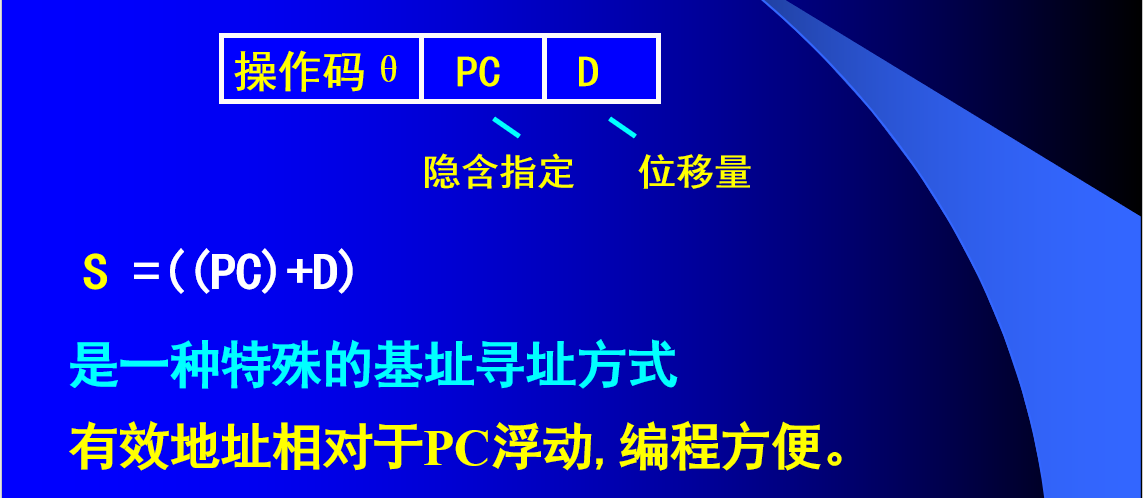 操作码 θ PC D
隐含指定 位移量
S =((PC)+D)
是一种特殊的基址寻址方式
有效地址相对于PC浮动,编程方便。